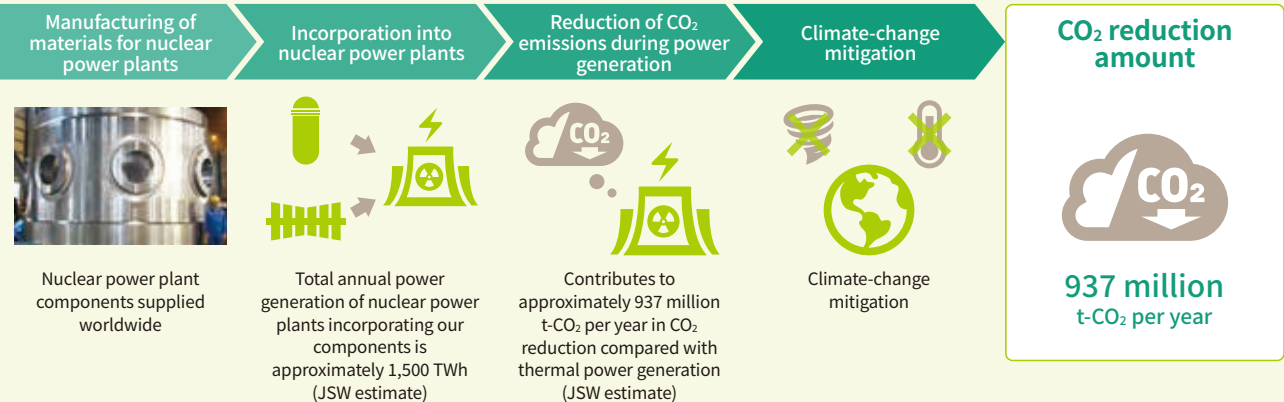 Manufacturing of
materials for nuclear
power plants
Incorporation into
nuclear power plants
Reduction of CO₂
emissions during power
generation
Climate-change
mitigation
CO₂ reduction
amount
CO₂
CO₂
Nuclear power plant
components supplied
worldwide
Total annual power
generation of nuclear power
plants incorporating our
components is
approximately 1,500 TWh
(JSW estimate)
Contributes to
approximately 937 million
t-CO₂ per year in CO₂
reduction compared with
thermal power generation
(JSW estimate)
Climate-change
mitigation
937 million
t-CO₂ per year